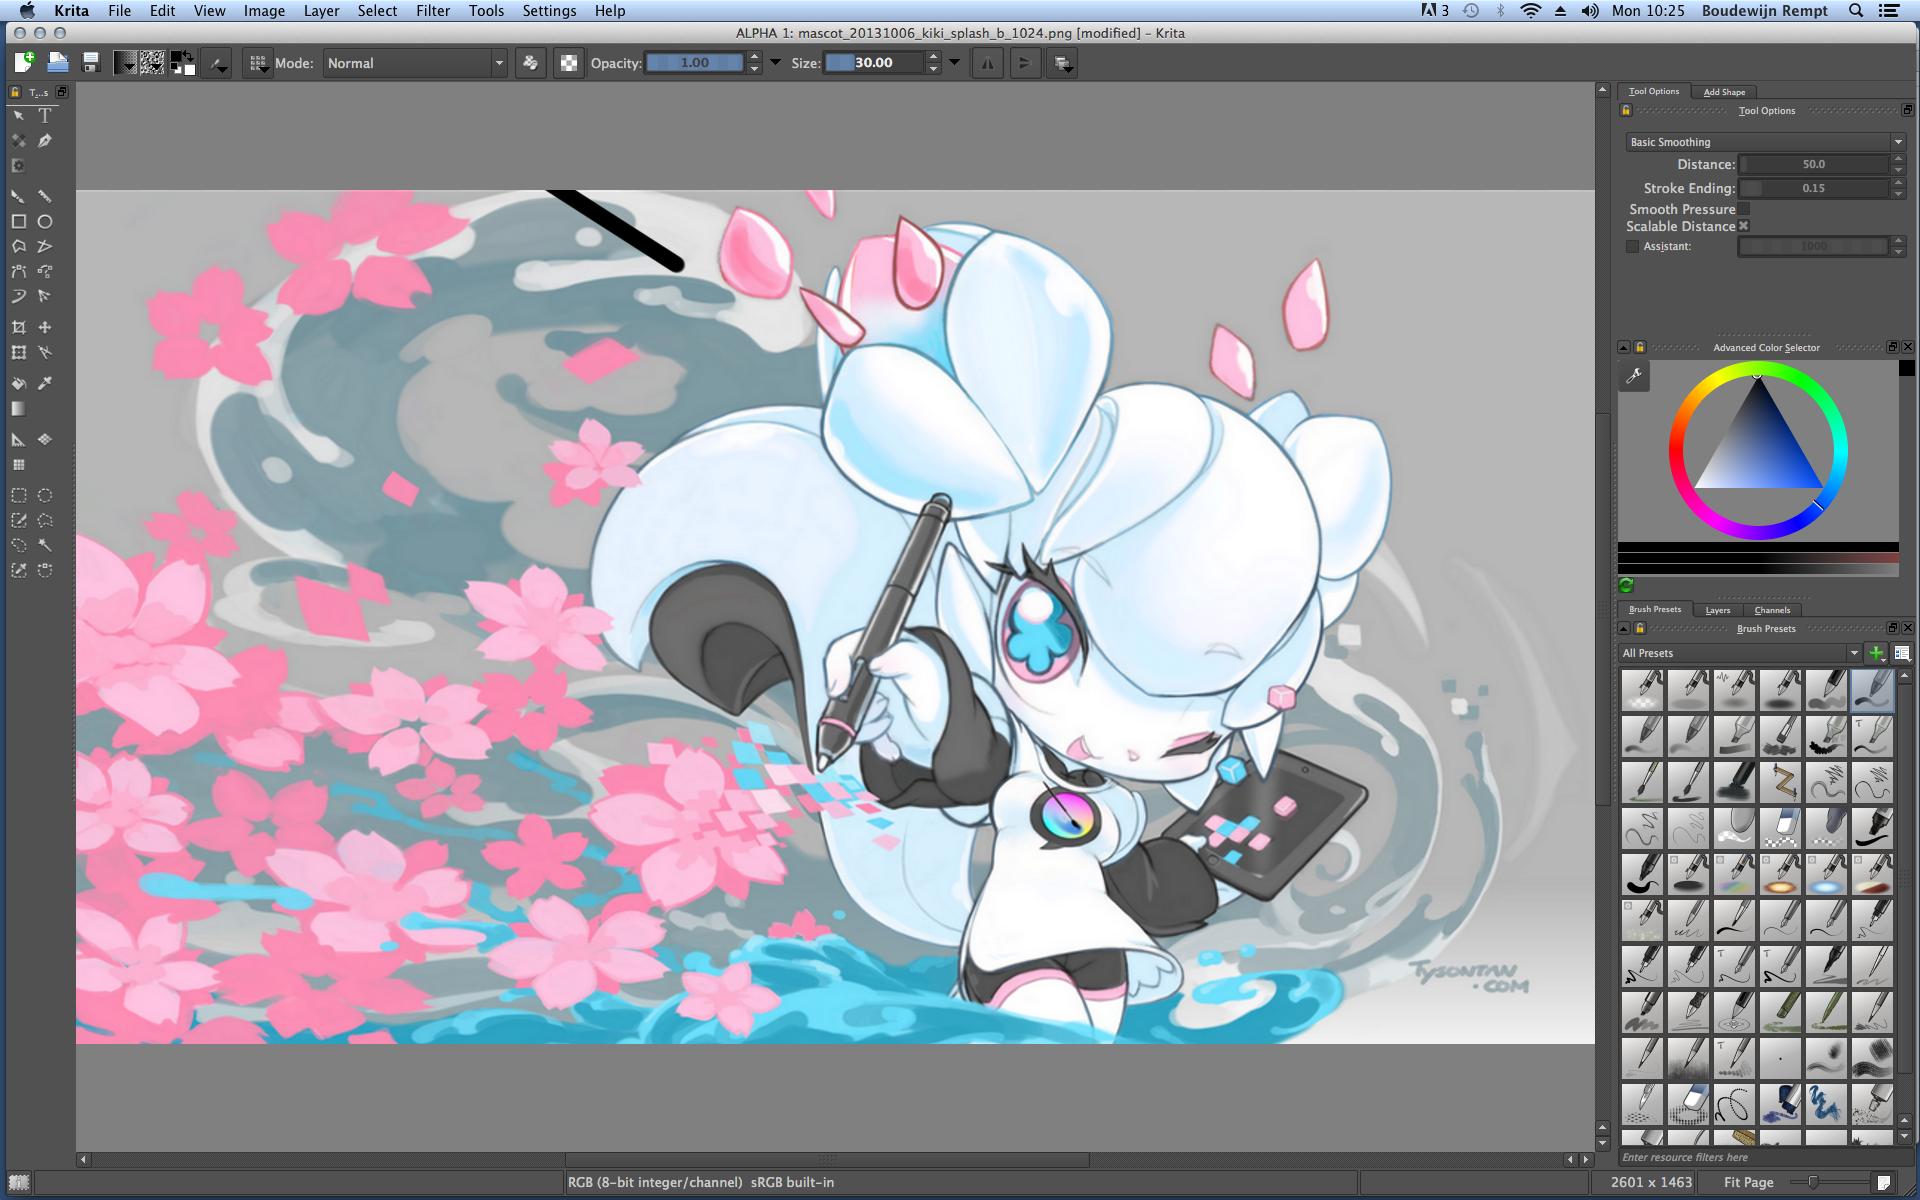 Krita File Edit View Image Layer Select Filter Tools Settings Help 3 Mon 10:25 Boudewijn Rempt
ALPHA 1: mascot_20131006_kiki_splash_b_1024.png [modified] – Krita
Mode: Normal Opacity: 1.00 Size: 30.00
T...s
Tool Options Add Shape
Tool Options
Basic Smoothing
Distance: 50.0
Stroke Ending: 0.15
Smooth Pressure
Scalable Distance
Assistant: 1000
Advanced Color Selector
Brush Presets Layers Channels
Brush Presets
All Presets
TYSONTAN
.COM
Enter resource filters here
RGB (8-bit integer/channel) sRGB built-in 2601 x 1463 Fit Page